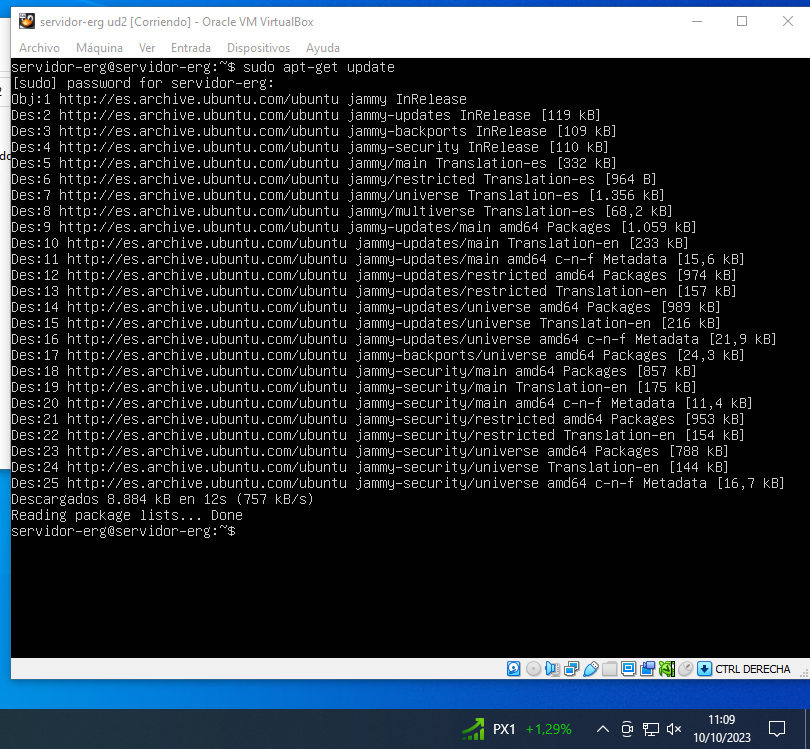 servidor-erg ud2 [Corriendo] - Oracle VM VirtualBox
Archivo Máquina Ver Entrada Dispositivos Ayuda
servidor-erg@servidor-erg:~$ sudo apt-get update
[sudo] password for servidor-erg:
Obj:1 http://es.archive.ubuntu.com/ubuntu jammy InRelease
Des:2 http://es.archive.ubuntu.com/ubuntu jammy-updates InRelease [119 kB]
Des:3 http://es.archive.ubuntu.com/ubuntu jammy-backports InRelease [109 kB]
Des:4 http://es.archive.ubuntu.com/ubuntu jammy-security InRelease [110 kB]
Des:5 http://es.archive.ubuntu.com/ubuntu jammy/main Translation-es [332 kB]
Des:6 http://es.archive.ubuntu.com/ubuntu jammy/restricted Translation-es [964 B]
Des:7 http://es.archive.ubuntu.com/ubuntu jammy/universe Translation-es [1.356 kB]
Des:8 http://es.archive.ubuntu.com/ubuntu jammy/multiverse Translation-es [68,2 kB]
Des:9 http://es.archive.ubuntu.com/ubuntu jammy-updates/main amd64 Packages [1.059 kB]
Des:10 http://es.archive.ubuntu.com/ubuntu jammy-updates/main Translation-en [233 kB]
Des:11 http://es.archive.ubuntu.com/ubuntu jammy-updates/main amd64 c-n-f Metadata [15,6 kB]
Des:12 http://es.archive.ubuntu.com/ubuntu jammy-updates/restricted amd64 Packages [974 kB]
Des:13 http://es.archive.ubuntu.com/ubuntu jammy-updates/restricted Translation-en [157 kB]
Des:14 http://es.archive.ubuntu.com/ubuntu jammy-updates/universe amd64 Packages [989 kB]
Des:15 http://es.archive.ubuntu.com/ubuntu jammy-updates/universe Translation-en [216 kB]
Des:16 http://es.archive.ubuntu.com/ubuntu jammy-updates/universe amd64 c-n-f Metadata [21,9 kB]
Des:17 http://es.archive.ubuntu.com/ubuntu jammy-backports/universe amd64 Packages [24,3 kB]
Des:18 http://es.archive.ubuntu.com/ubuntu jammy-security/main amd64 Packages [857 kB]
Des:19 http://es.archive.ubuntu.com/ubuntu jammy-security/main Translation-en [175 kB]
Des:20 http://es.archive.ubuntu.com/ubuntu jammy-security/main amd64 c-n-f Metadata [11,4 kB]
Des:21 http://es.archive.ubuntu.com/ubuntu jammy-security/restricted amd64 Packages [953 kB]
Des:22 http://es.archive.ubuntu.com/ubuntu jammy-security/restricted Translation-en [154 kB]
Des:23 http://es.archive.ubuntu.com/ubuntu jammy-security/universe amd64 Packages [788 kB]
Des:24 http://es.archive.ubuntu.com/ubuntu jammy-security/universe Translation-en [144 kB]
Des:25 http://es.archive.ubuntu.com/ubuntu jammy-security/universe amd64 c-n-f Metadata [16,7 kB]
Descargados 8.884 kB en 12s (757 kB/s)
Reading package lists... Done
servidor-erg@servidor-erg:~$
CTRL DERECHA
PX1 +1,29%
11:09
10/10/2023